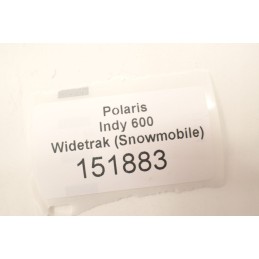 Polaris
Indy 600
Widetrak (Snowmobile)
151883